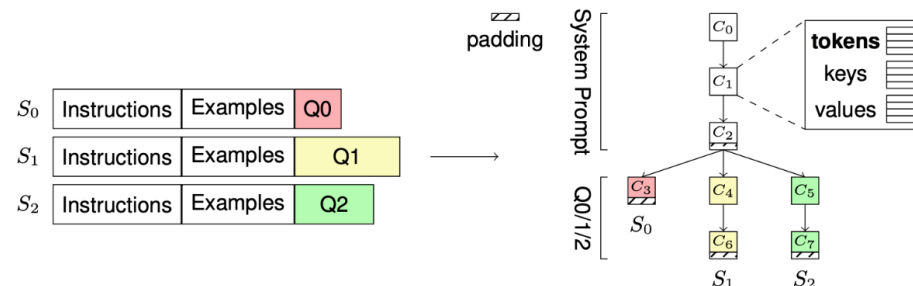 S0 Instructions Examples Q0
S1 Instructions Examples Q1
S2 Instructions Examples Q2
padding
System Prompt
Q0/1/2
C0
C1
C2
tokens
keys
values
C3 C4 C5
S0
C6 C7
S1 S2